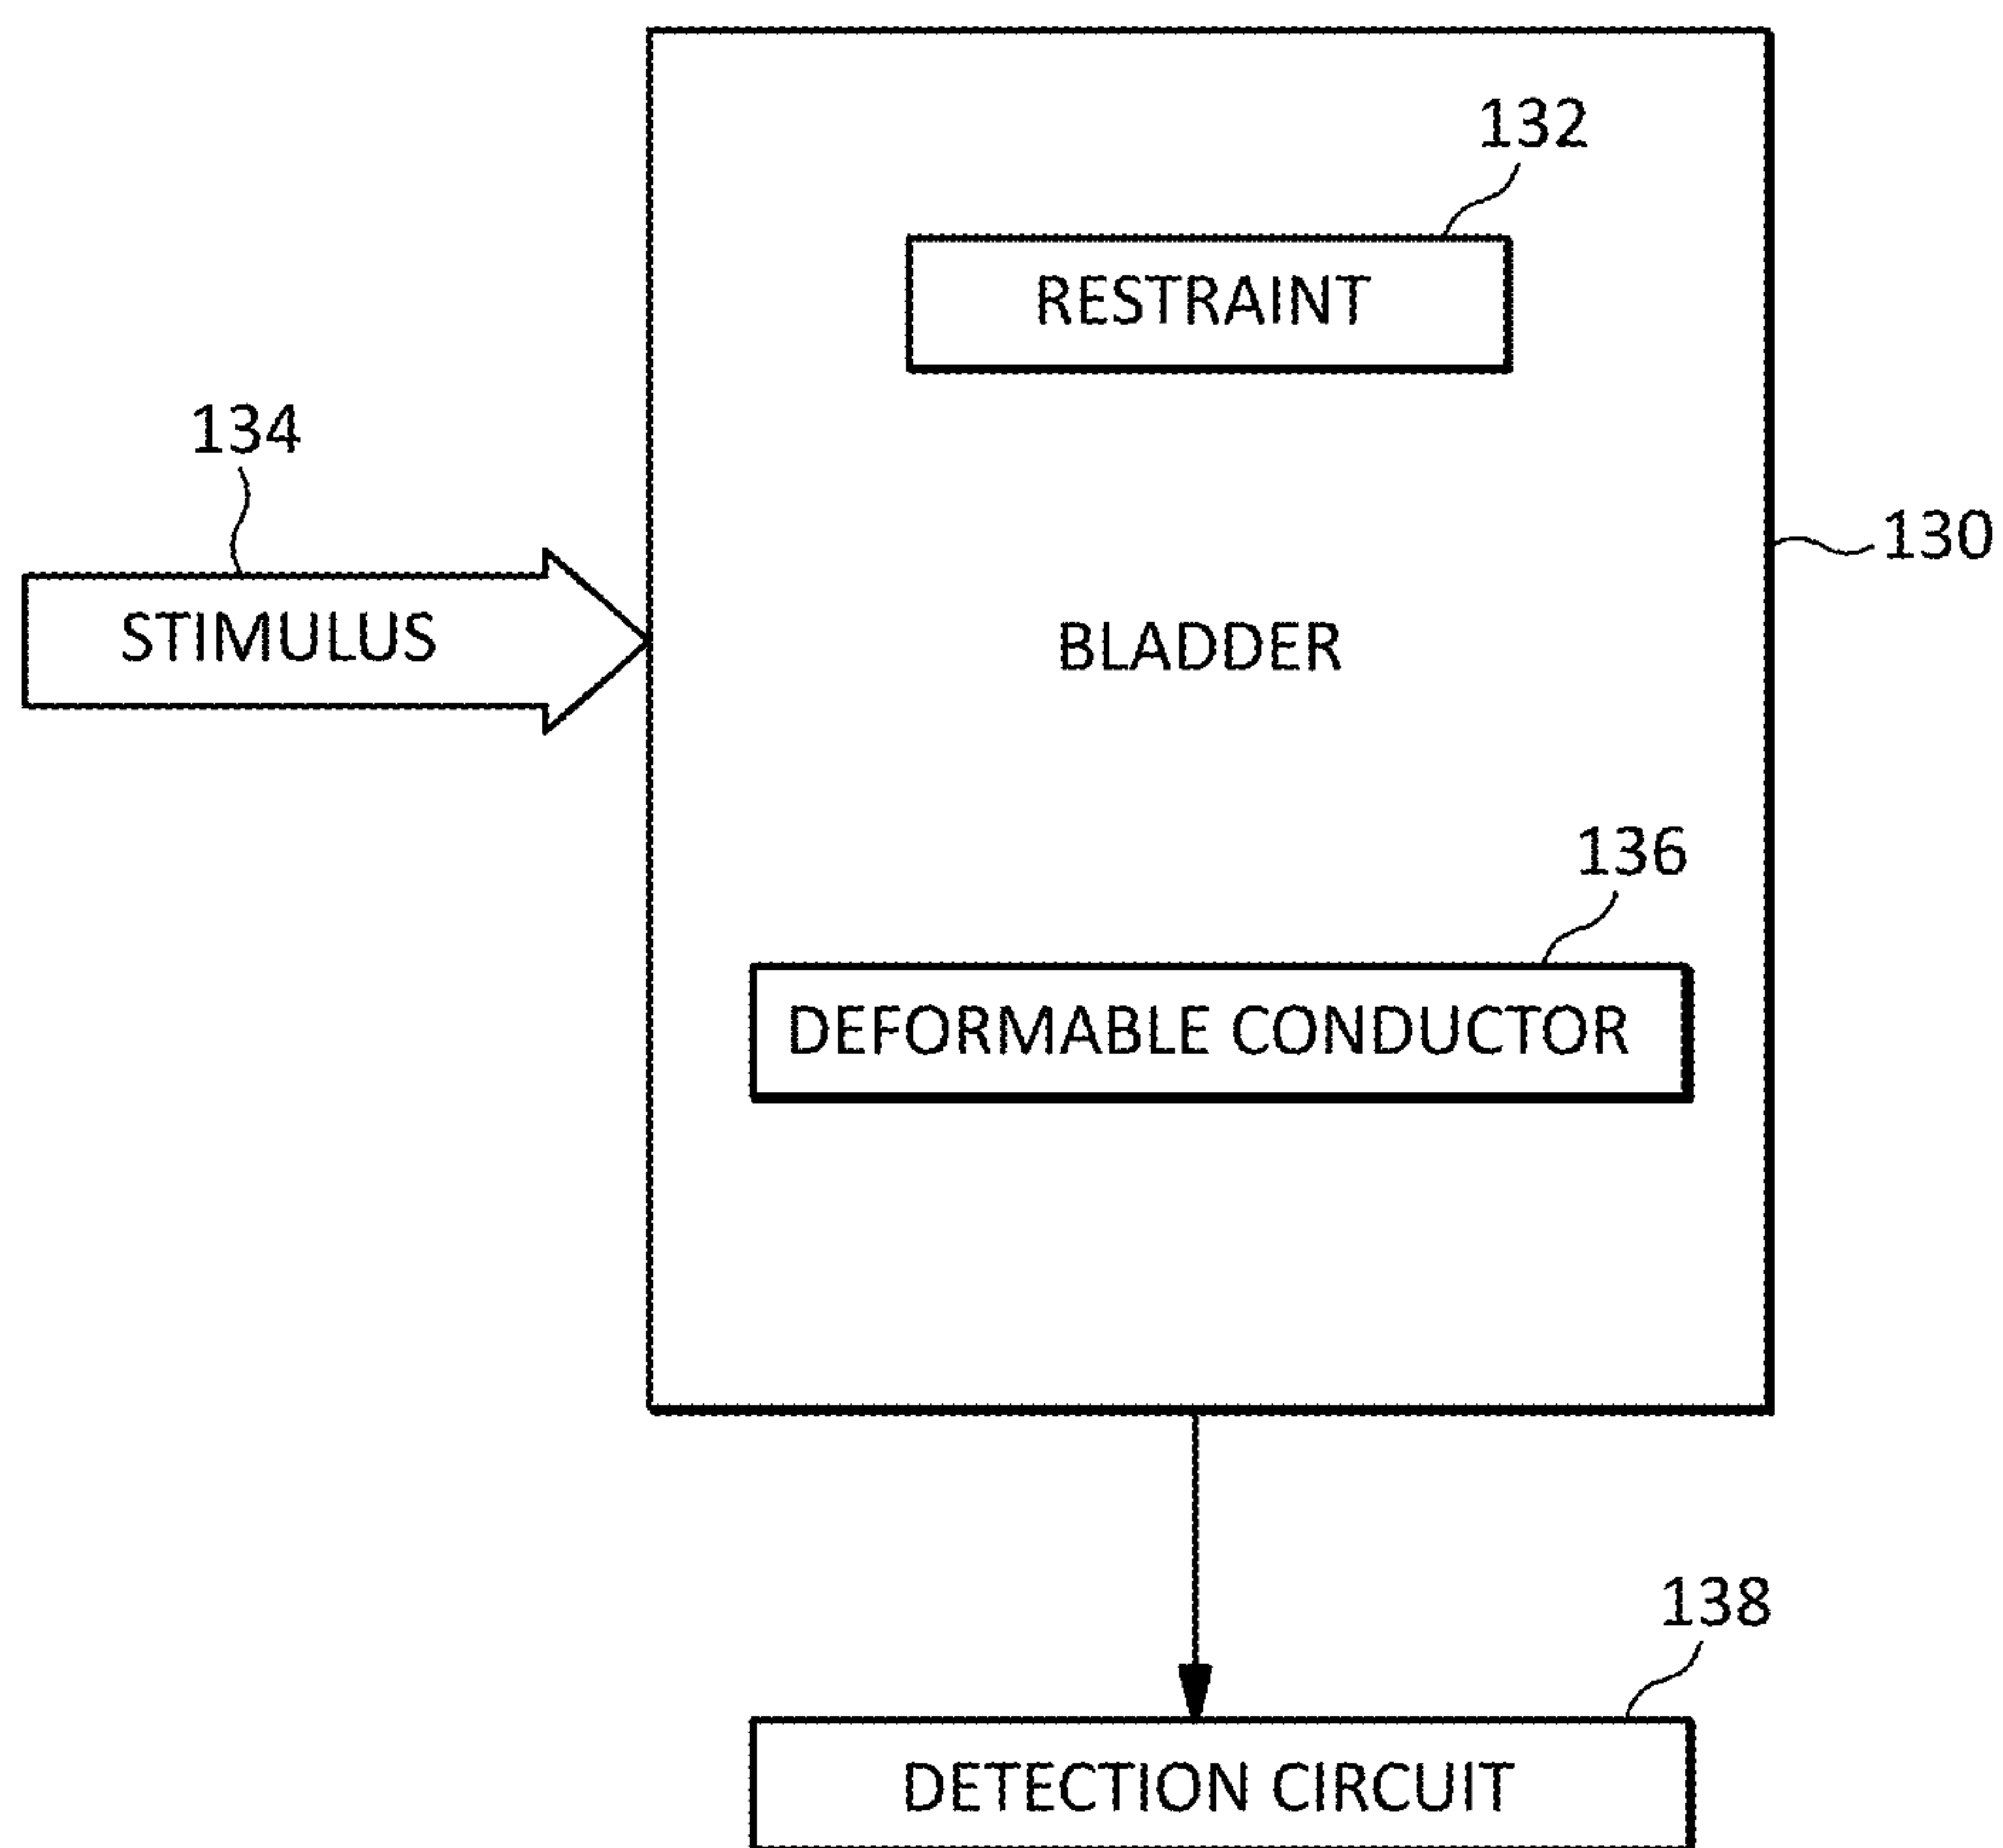 132
RESTRAINT
134
130
STIMULUS
BLADDER
136
DEFORMABLE CONDUCTOR
138
DETECTION CIRCUIT